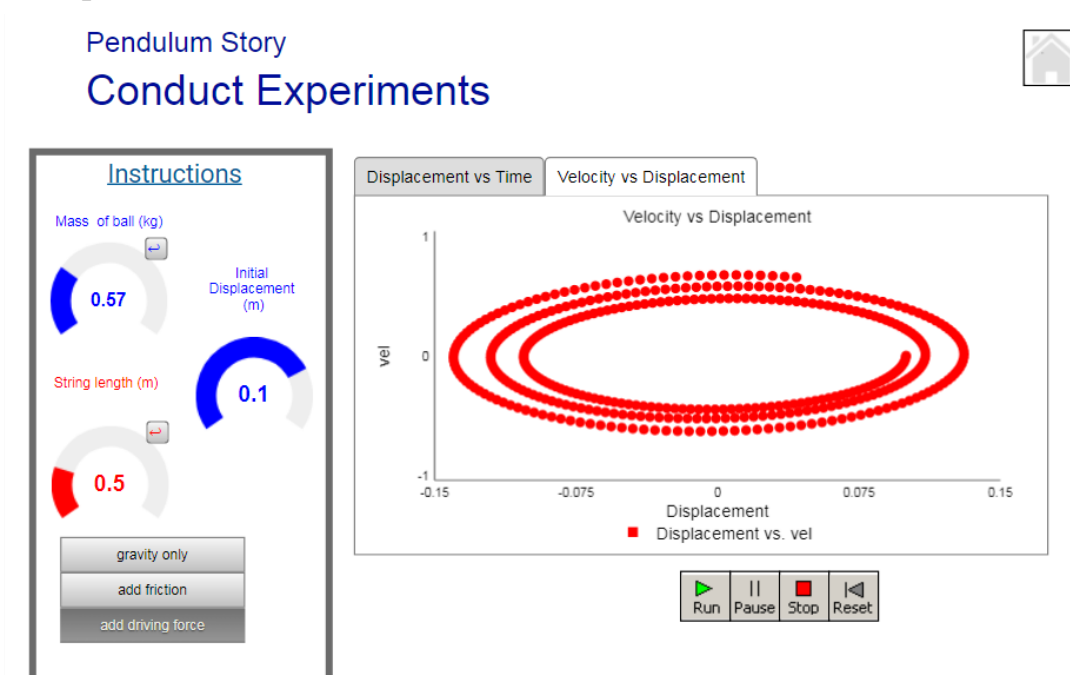 Pendulum Story
Conduct Experiments
Instructions
Mass of ball (kg)
0.57
Initial
Displacement
(m)
0.1
String length (m)
0.5
gravity only
add friction
add driving force
Displacement vs Time
Velocity vs Displacement
Velocity vs Displacement
1
vel
0
-1
-0.15
-0.075
0
0.075
0.15
Displacement
Displacement vs. vel
Run
Pause
Stop
Reset